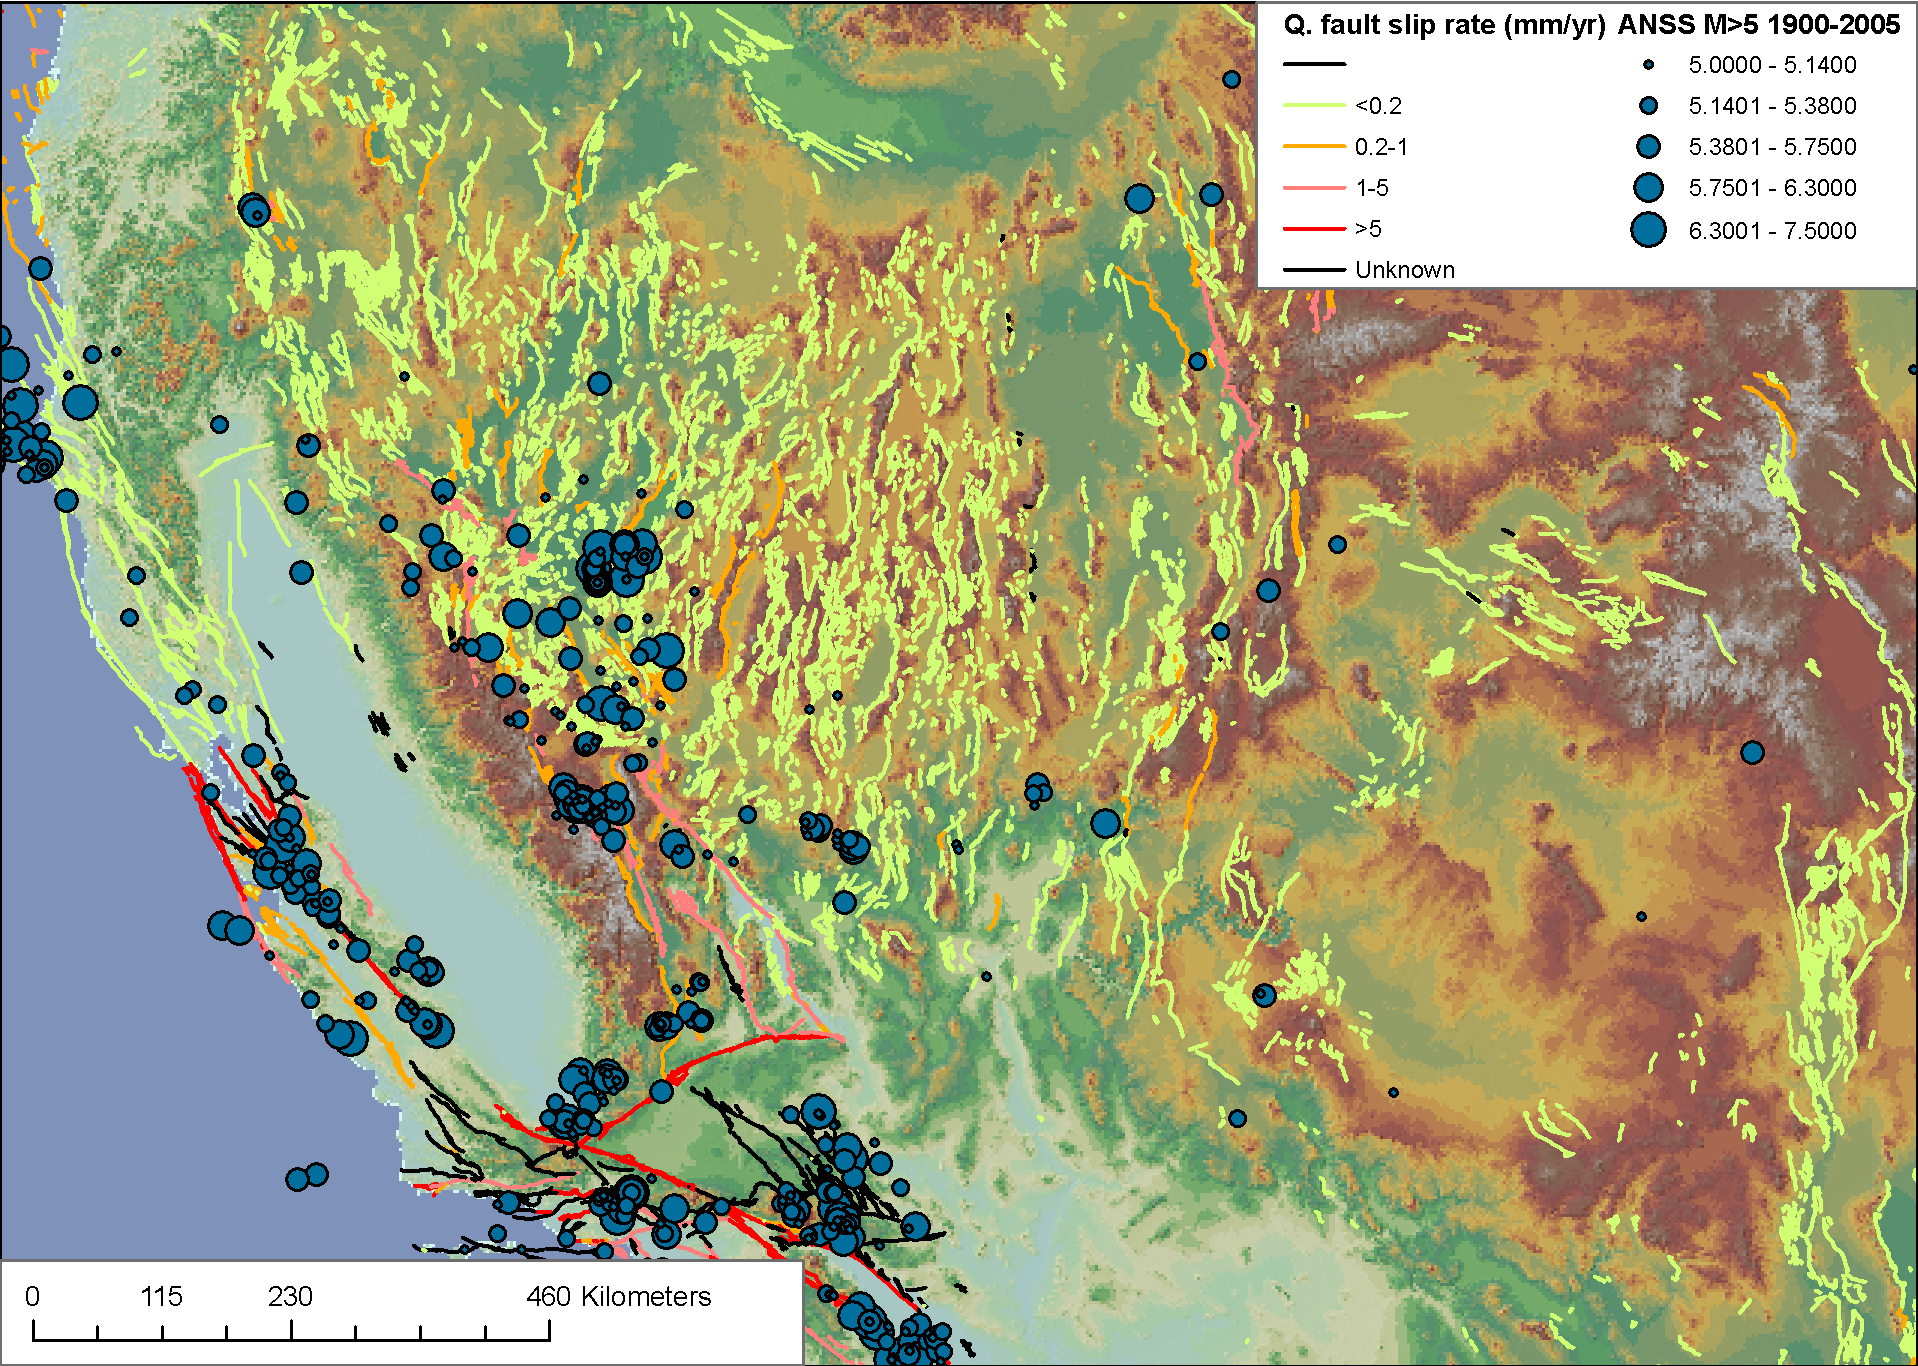 Q. fault slip rate (mm/yr) ANSS M>5 1900-2005
5.0000 - 5.1400
<0.2 5.1401 - 5.3800
0.2-1 5.3801 - 5.7500
1-5 5.7501 - 6.3000
>5 6.3001 - 7.5000
Unknown
0 115 230 460 Kilometers